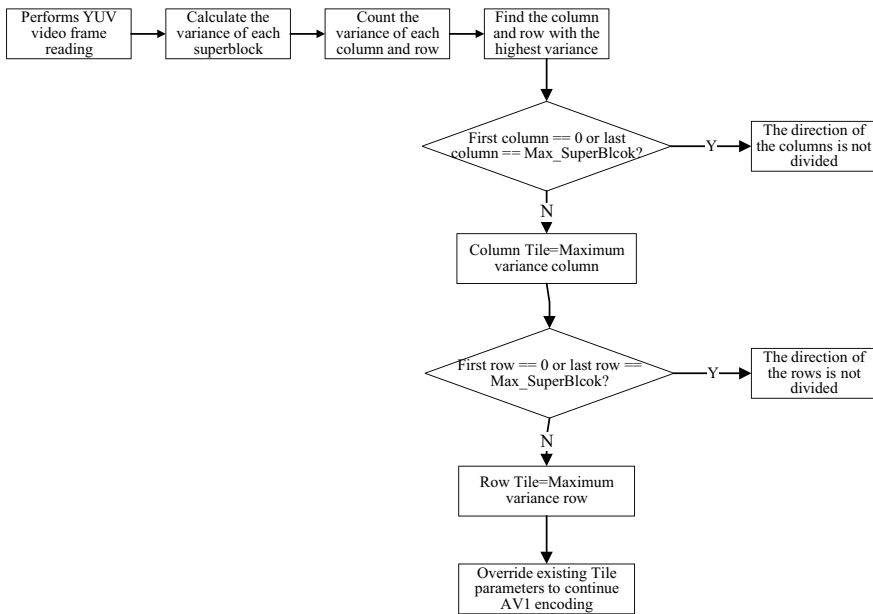 Performs YUV
video frame
reading
Calculate the
variance of each
superblock
Count the
variance of each
column and row
Find the column
and row with the
highest variance
First column == 0 or last
column == Max_SuperBlcok?
Y
The direction of
the columns is not
divided
N
Column Tile=Maximum
variance column
First row == 0 or last row ==
Max_SuperBlcok?
Y
The direction of
the rows is not
divided
N
Row Tile=Maximum
variance row
Override existing Tile
parameters to continue
AV1 encoding